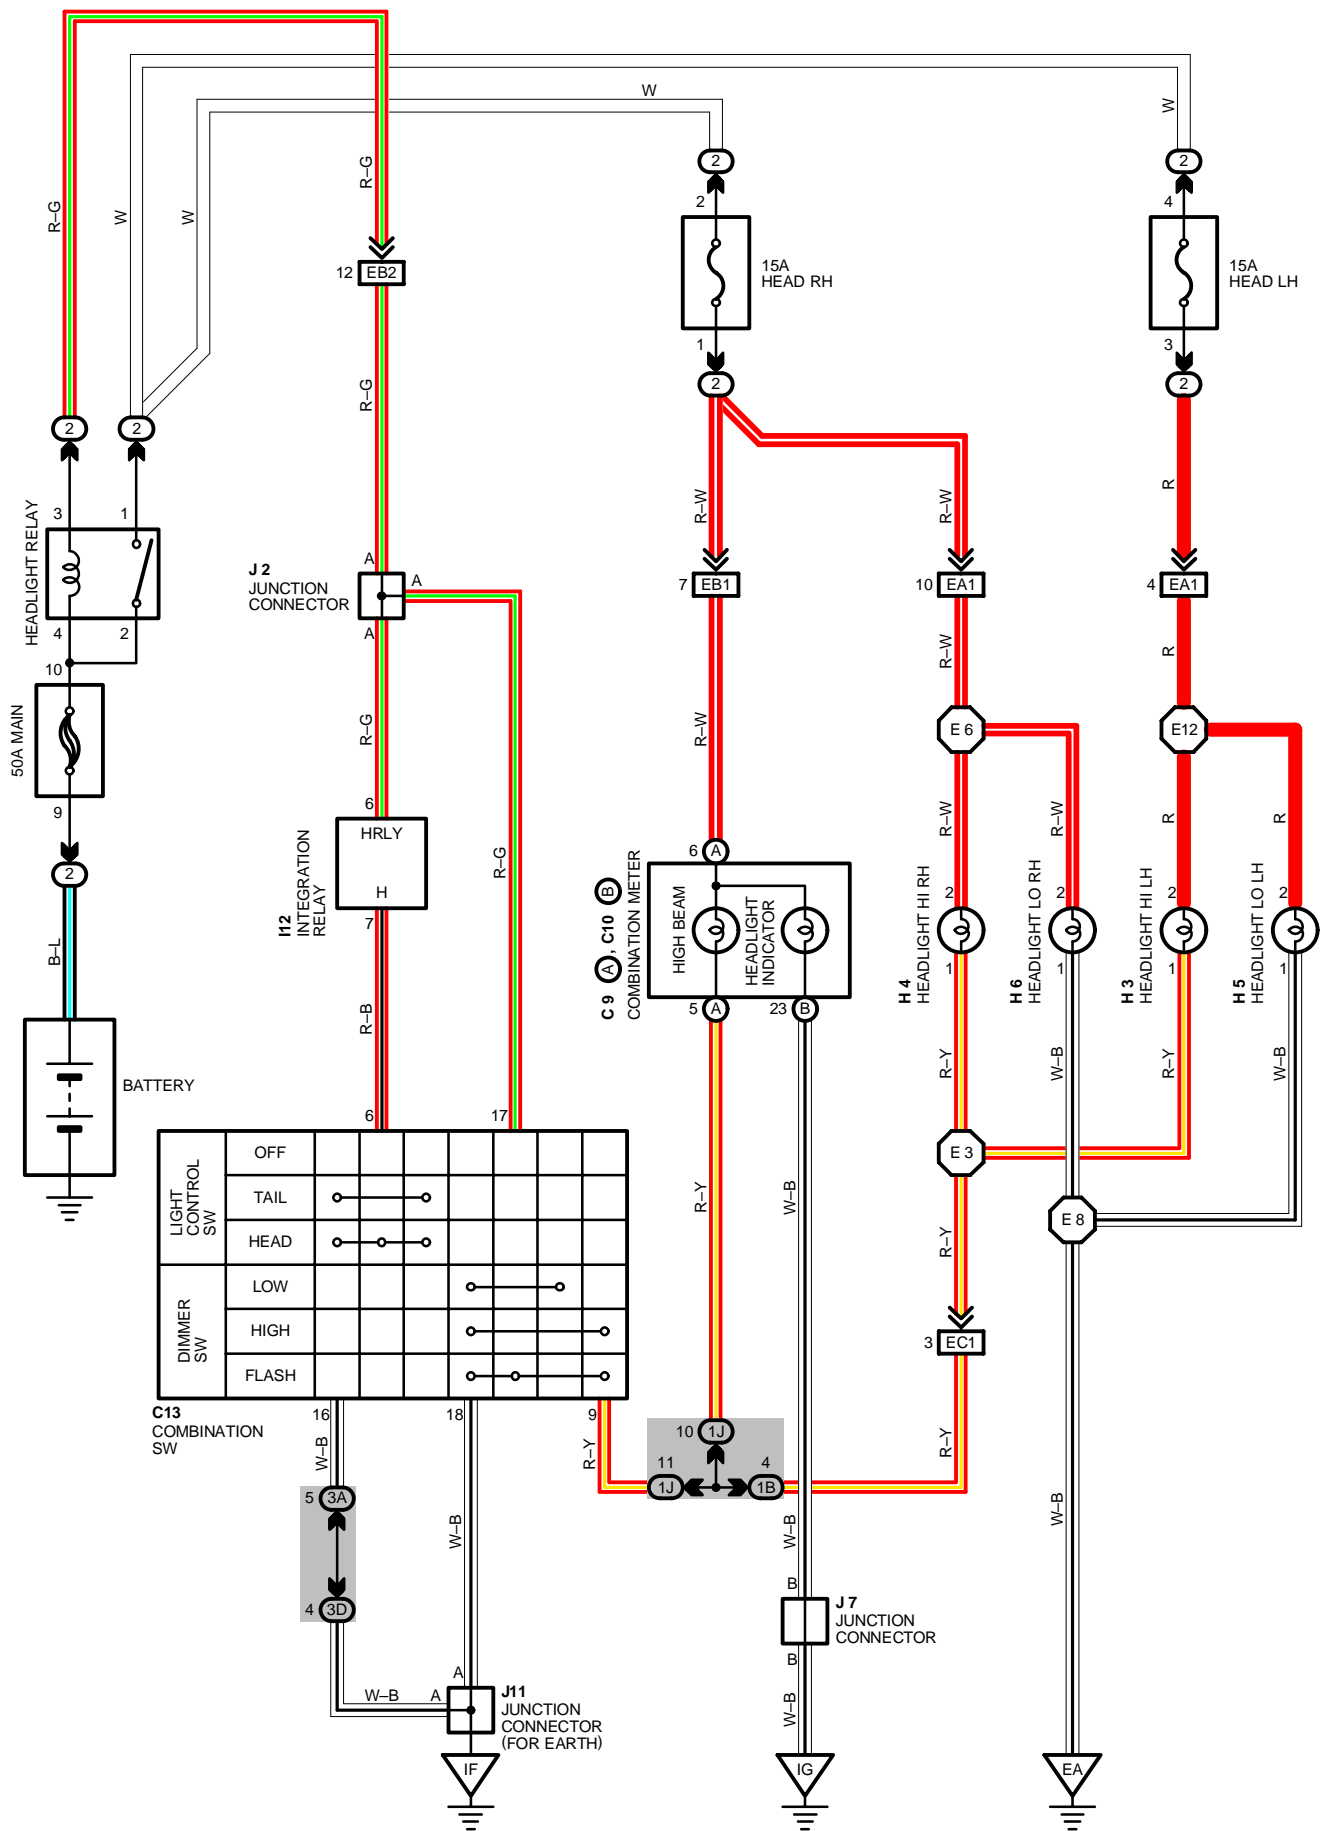 W
W
R–G
W
W
R–G
2
2
2
4
15A
HEAD RH
15A
HEAD LH
12
EB2
1
3
2
2
R–G
2
2
R–W
R–W
R
HEADLIGHT RELAY
3
1
4
2
J 2
JUNCTION
CONNECTOR
A
A
A
7
EB1
10
EA1
4
EA1
R–W
R
10
50A MAIN
9
2
R–G
R–W
E 6
E12
R–W
R–W
R
R
6
HRLY
H
7
I12
INTEGRATION
RELAY
R–G
6
A
C 9 A , C10 B
COMBINATION METER
HIGH BEAM
HEADLIGHT
INDICATOR
5
A
23
B
2
H 4
HEADLIGHT HI RH
1
2
H 6
HEADLIGHT LO RH
1
2
H 3
HEADLIGHT HI LH
1
2
H 5
HEADLIGHT LO LH
1
B–L
R–B
R–Y
W–B
R–Y
W–B
BATTERY
6
17
LIGHT
CONTROL
SW
OFF
TAIL
HEAD
DIMMER
SW
LOW
HIGH
FLASH
C13
COMBINATION
SW
16
18
9
E 3
R–Y
W–B
E 8
R–Y
3
EC1
W–B
R–Y
10
1J
11
1J
4
1B
R–Y
5
3A
W–B
W–B
W–B
4
3D
B
J 7
JUNCTION
CONNECTOR
B
W–B
A
W–B
A
J11
JUNCTION
CONNECTOR
(FOR EARTH)
IF
IG
EA